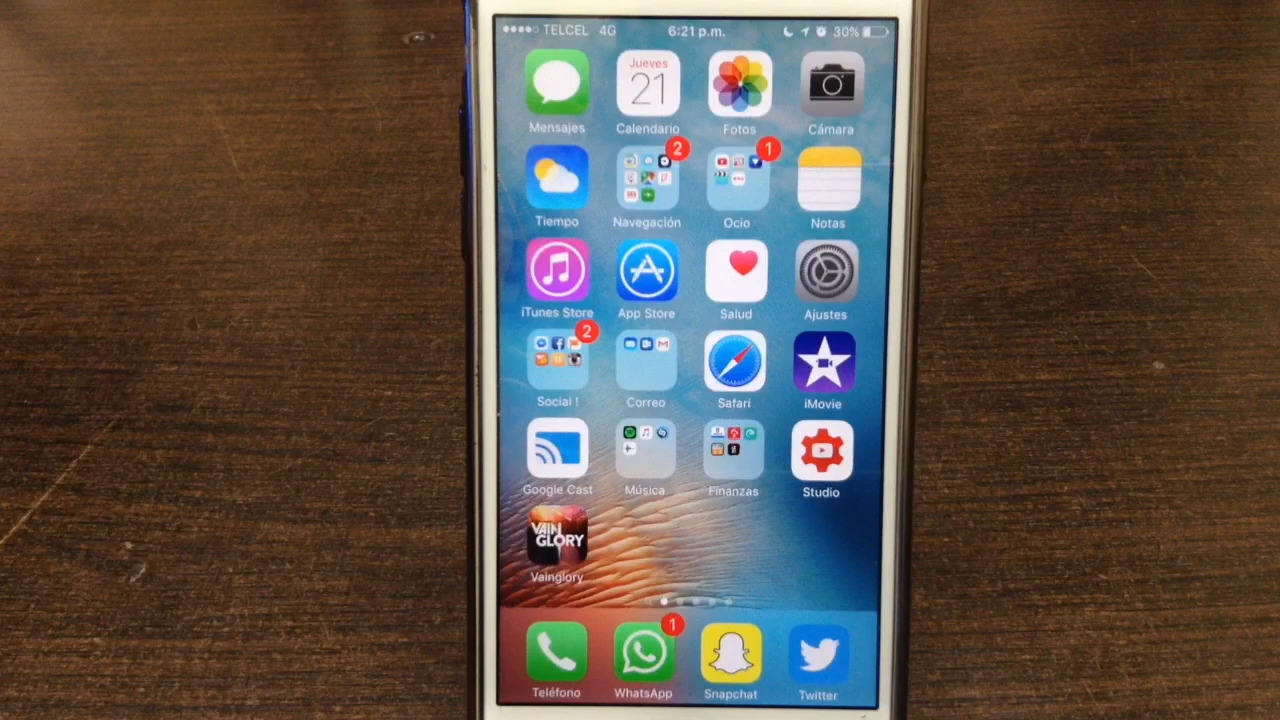 TELCEL 4G 6:21 p.m. 30%
Jueves
21
Mensajes Calendario Fotos Cámara
2 1
Tiempo Navegación Ocio Notas
iTunes Store App Store Salud Ajustes
2
Social ! Correo Safari iMovie
Google Cast Música Finanzas Studio
VAIN
GLORY
Vainglory
1
Teléfono WhatsApp Snapchat Twitter